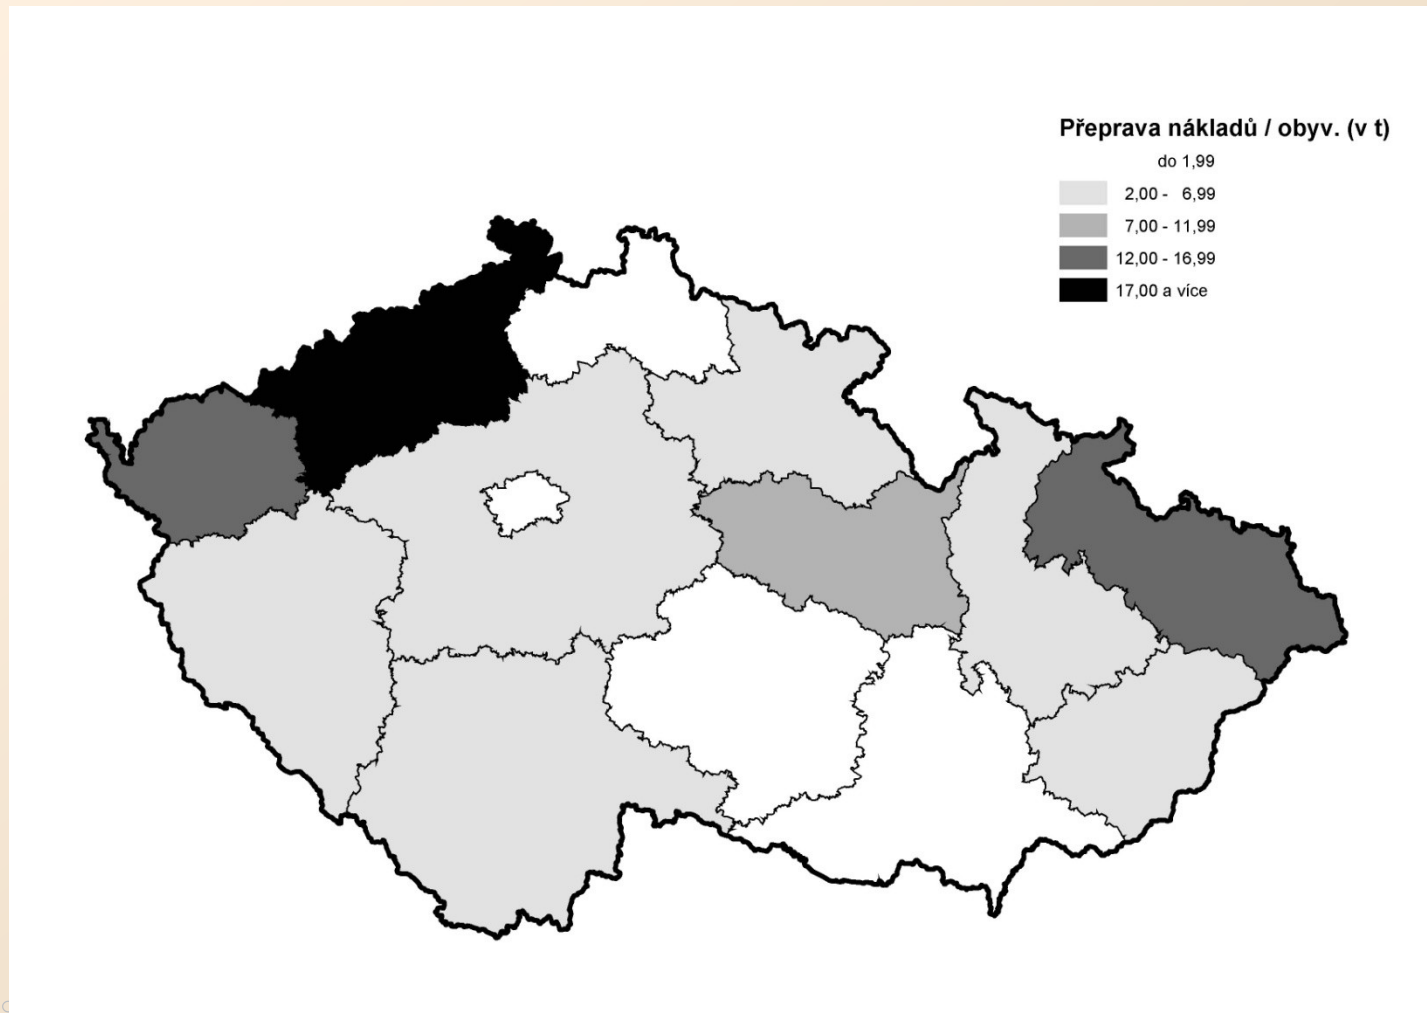 Přeprava nákladů / obyv. (v t)
do 1,99
2,00 - 6,99
7,00 - 11,99
12,00 - 16,99
17,00 a více